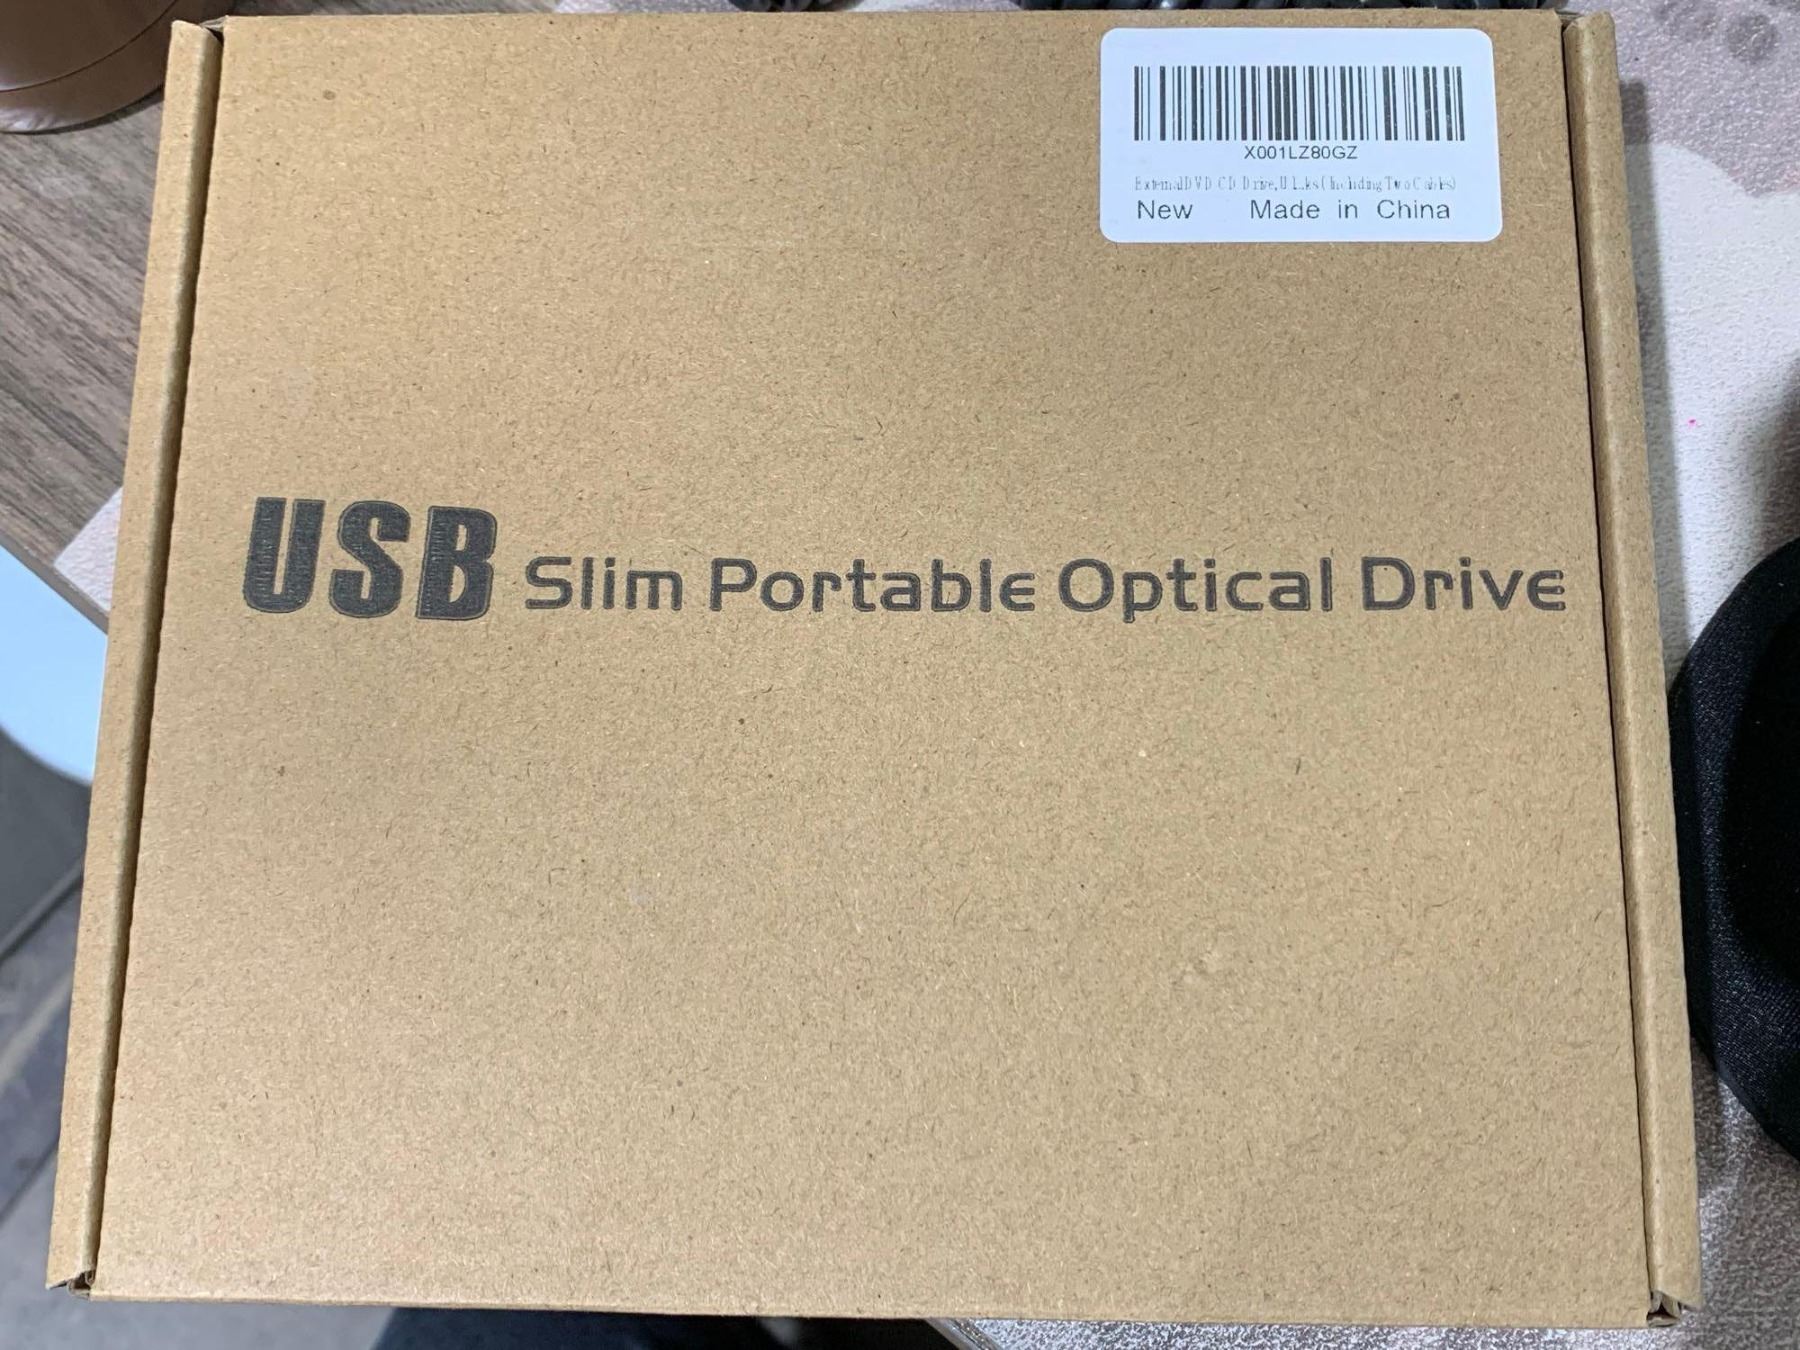 X001LZ80GZ
External DVD CD Drive, (Including Two Cables)
New Made in China
USB Slim Portable Optical Drive